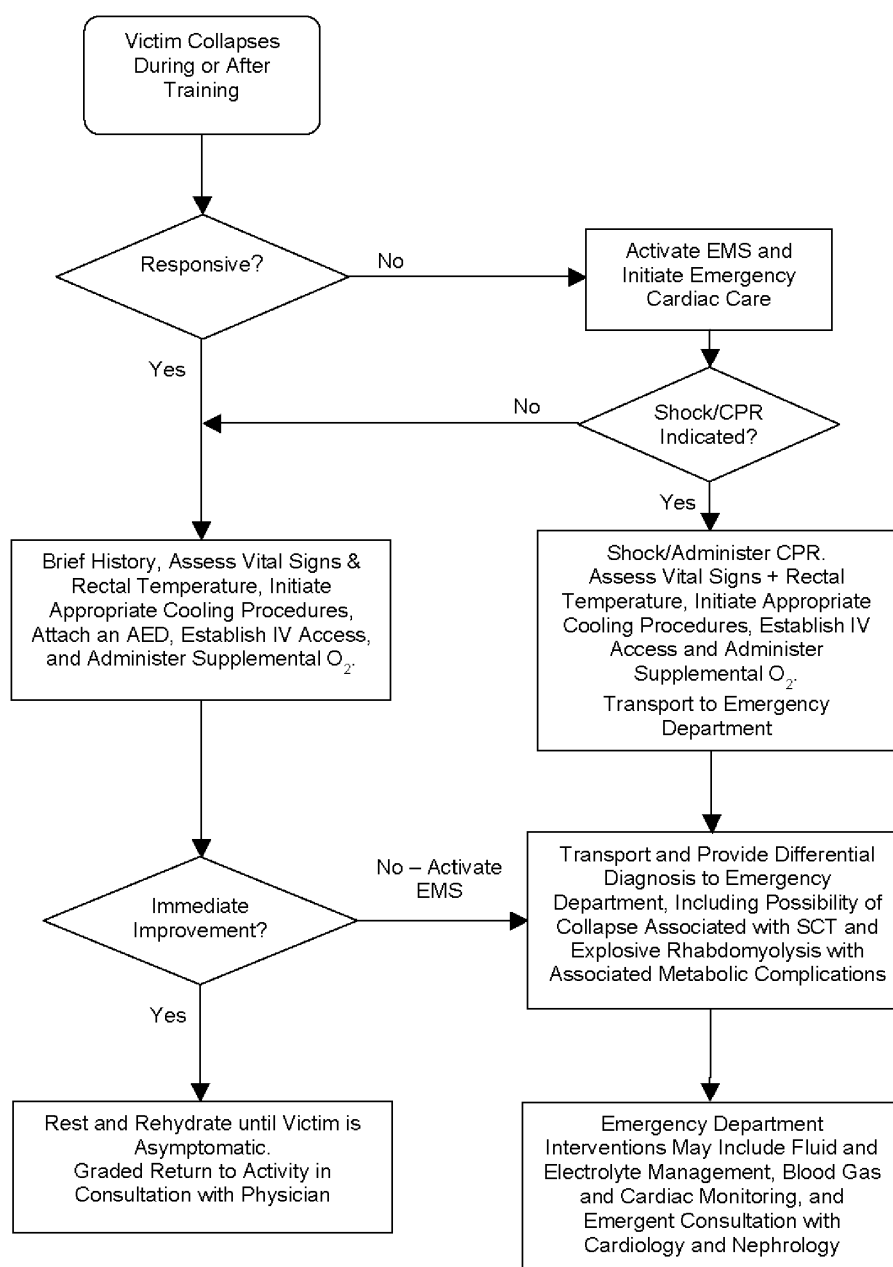 Victim Collapses
During or After
Training
Responsive?
No
Activate EMS and
Initiate Emergency
Cardiac Care
Yes
No
Shock/CPR
Indicated?
Yes
Brief History, Assess Vital Signs &
Rectal Temperature, Initiate
Appropriate Cooling Procedures,
Attach an AED, Establish IV Access,
and Administer Supplemental O₂.
Shock/Administer CPR.
Assess Vital Signs + Rectal
Temperature, Initiate Appropriate
Cooling Procedures, Establish IV
Access and Administer
Supplemental O₂.
Transport to Emergency
Department
Immediate
Improvement?
No – Activate
EMS
Transport and Provide Differential
Diagnosis to Emergency
Department, Including Possibility of
Collapse Associated with SCT and
Explosive Rhabdomyolysis with
Associated Metabolic Complications
Yes
Rest and Rehydrate until Victim is
Asymptomatic.
Graded Return to Activity in
Consultation with Physician
Emergency Department
Interventions May Include Fluid and
Electrolyte Management, Blood Gas
and Cardiac Monitoring, and
Emergent Consultation with
Cardiology and Nephrology